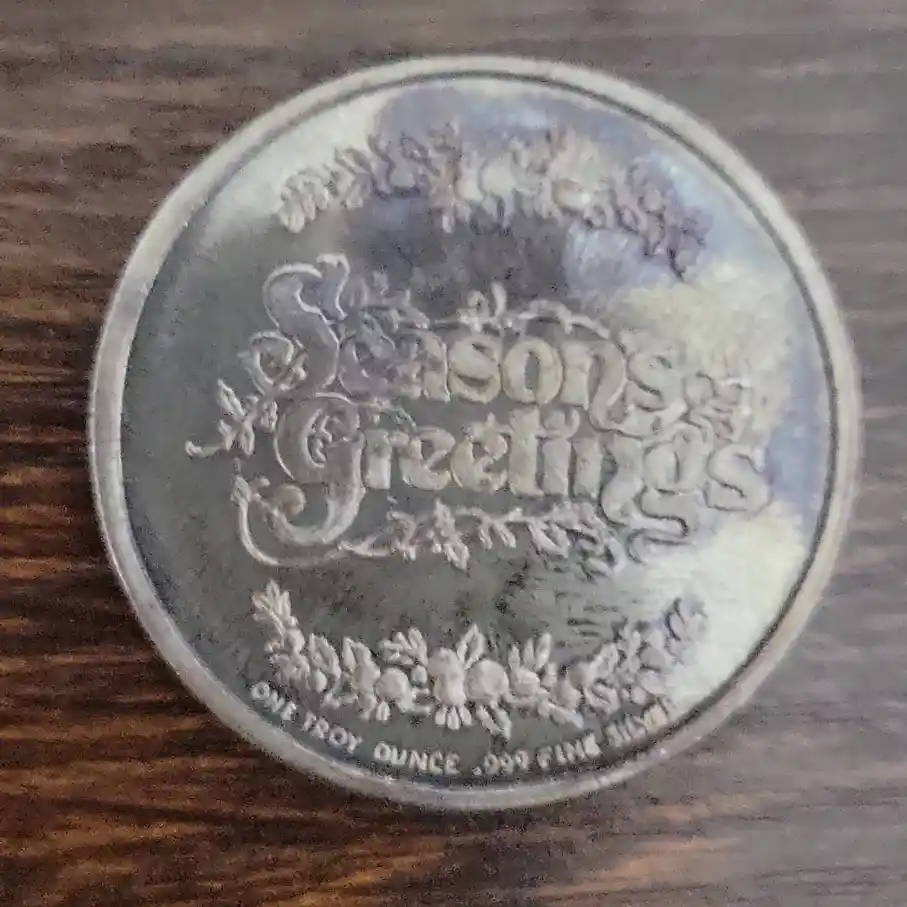 Seasons
Greetings
ONE TROY OUNCE .999 FINE SILVER